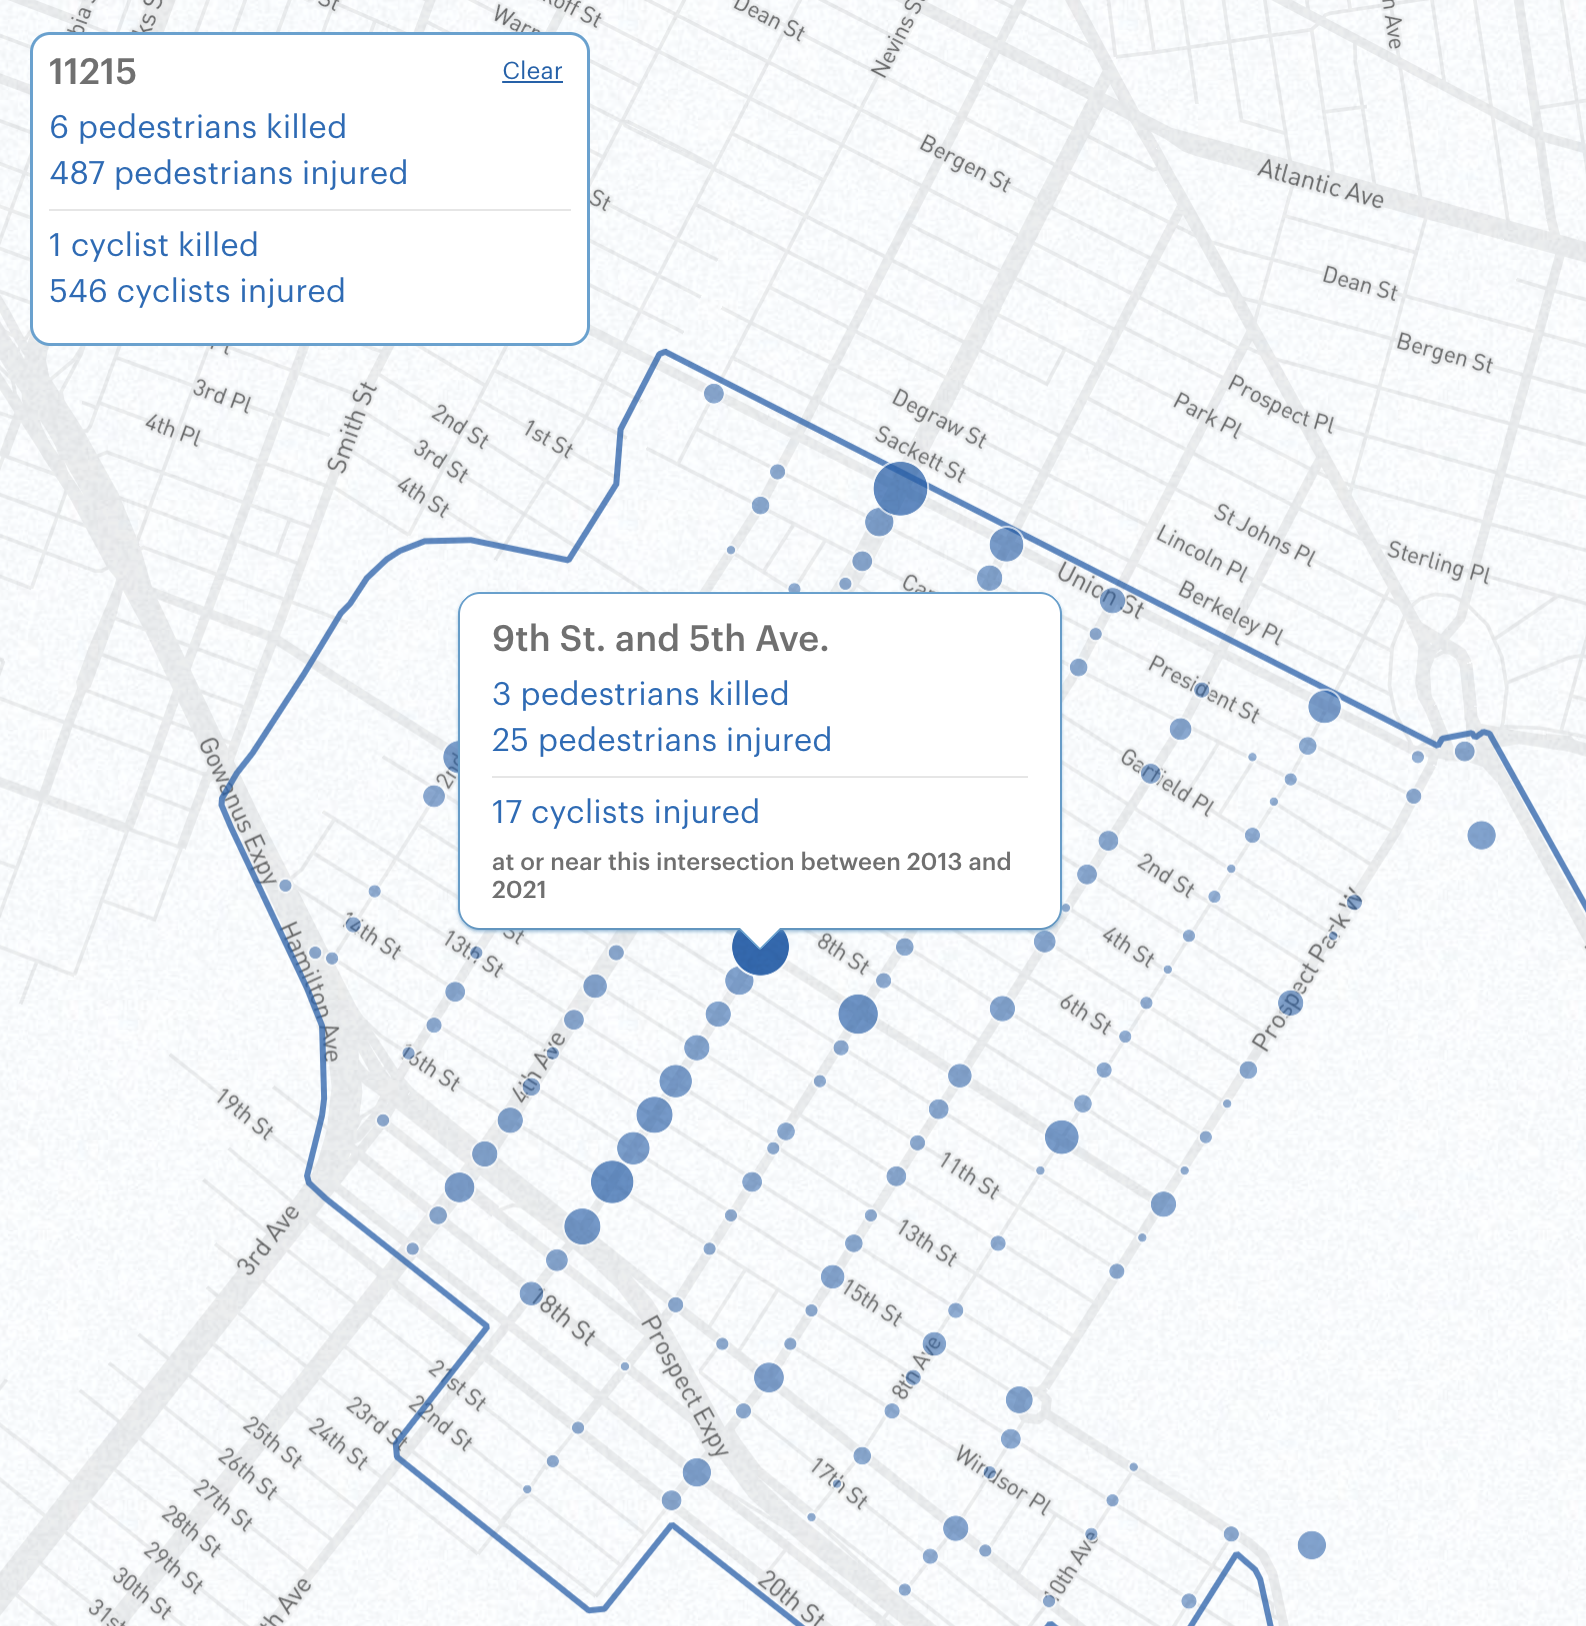 Dean St
Nevins
11215
Clear
6 pedestrians killed
487 pedestrians injured
1 cyclist killed
546 cyclists injured
Bergen St
Atlantic Ave
St
Dean St
Bergen St
3rd Pl
4th Pl
Smith St
2nd St
3rd St
4th St
1st St
Degraw St
Sackett St
Prospect Pl
Park Pl
St Johns Pl
Lincoln Pl
Sterling Pl
Berkeley Pl
Union St
9th St. and 5th Ave.
3 pedestrians killed
25 pedestrians injured
17 cyclists injured
at or near this intersection between 2013 and
2021
President St
Garfield Pl
2nd St
4th St
6th St
8th St
Prospect Park W
Gowanus Expy
Hamilton Ave
13th St
St
4th Ave
19th St
3rd Ave
11th St
13th St
15th St
8th Ave
18th St
Prospect Expy
17th St
Windsor Pl
10th Ave
20th St
21st St
22nd St
23rd St
24th St
25th St
26th St
27th St
28th St
29th St
30th St
Ave